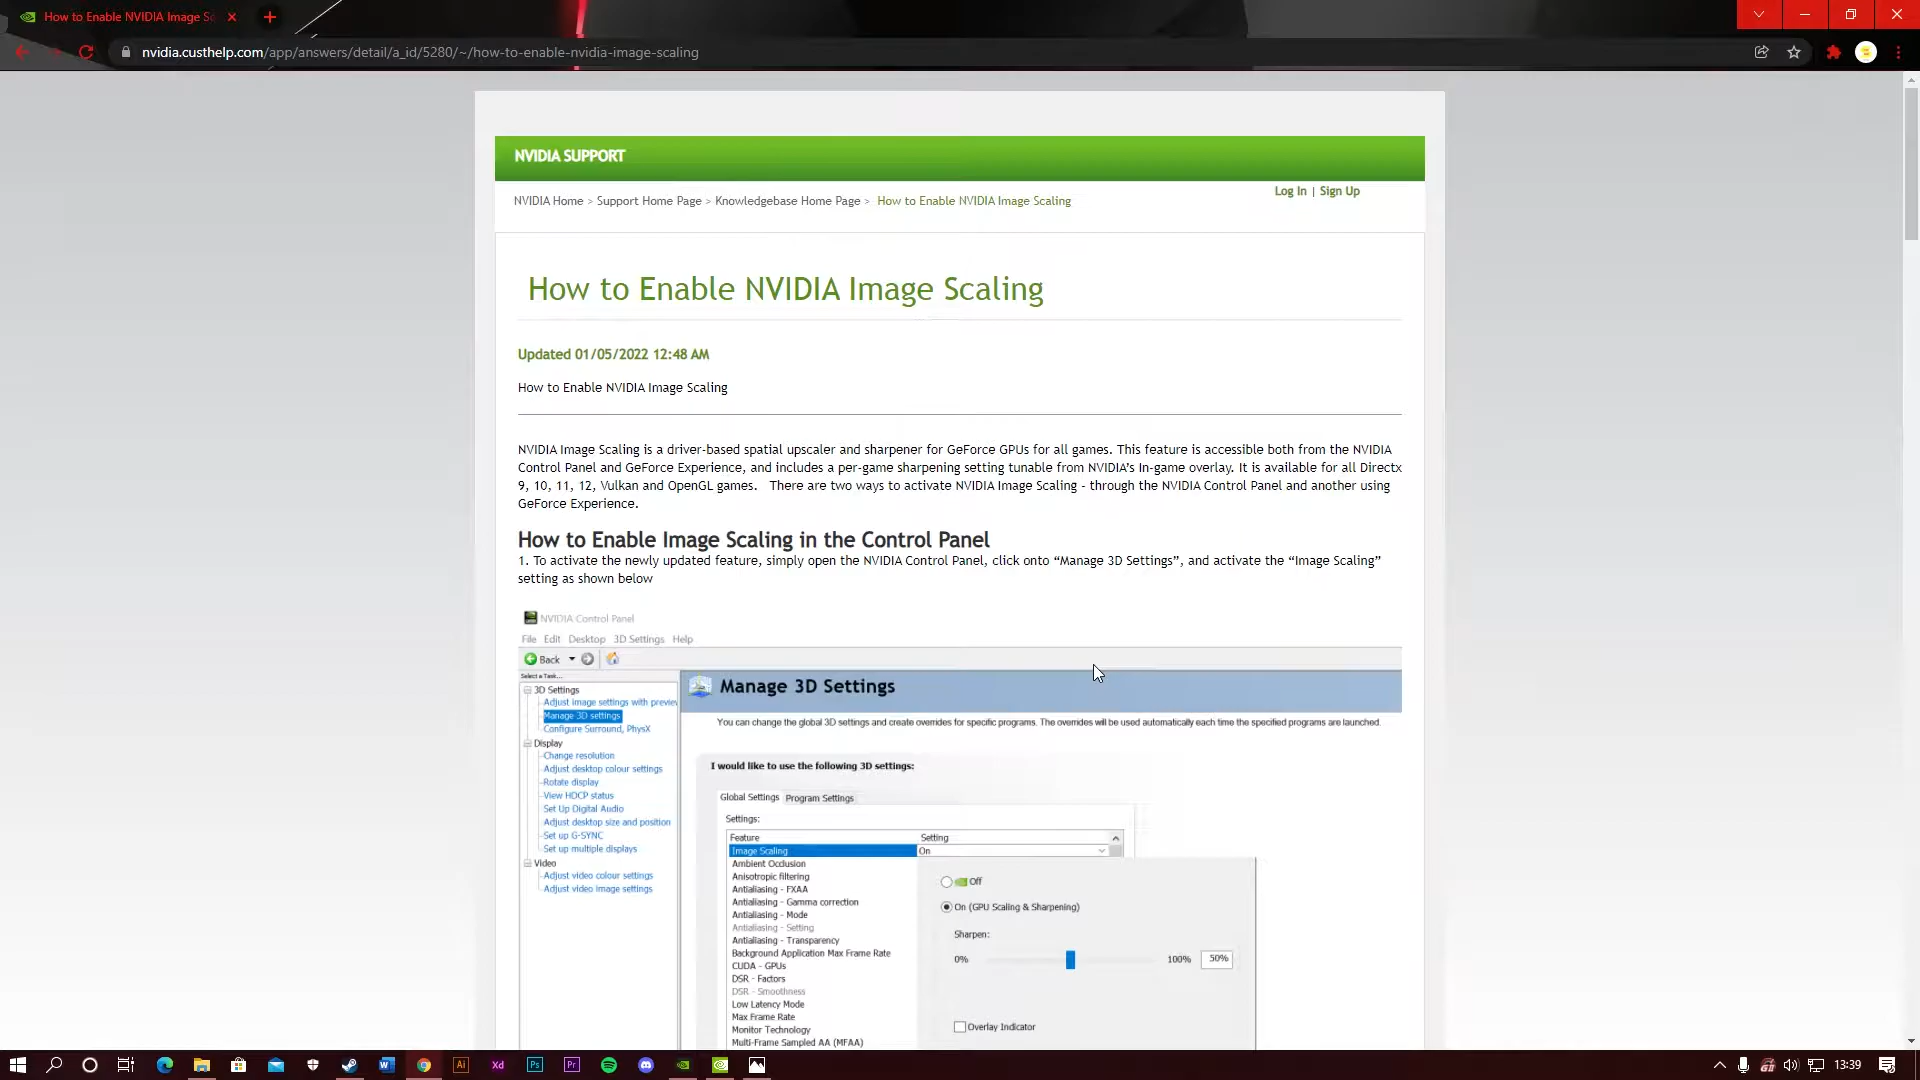 How to Enable NVIDIA Image Sc
nvidia.custhelp.com/app/answers/detail/a_id/5280/~/how-to-enable-nvidia-image-scaling
NVIDIA SUPPORT
Log In | Sign Up
NVIDIA Home > Support Home Page > Knowledgebase Home Page > How to Enable NVIDIA Image Scaling
How to Enable NVIDIA Image Scaling
Updated 01/05/2022 12:48 AM
How to Enable NVIDIA Image Scaling
NVIDIA Image Scaling is a driver-based spatial upscaler and sharpener for GeForce GPUs for all games. This feature is accessible both from the NVIDIA
Control Panel and GeForce Experience, and includes a per-game sharpening setting tunable from NVIDIA's In-game overlay. It is available for all Directx
9, 10, 11, 12, Vulkan and OpenGL games. There are two ways to activate NVIDIA Image Scaling - through the NVIDIA Control Panel and another using
GeForce Experience.
How to Enable Image Scaling in the Control Panel
1. To activate the newly updated feature, simply open the NVIDIA Control Panel, click onto “Manage 3D Settings”, and activate the “Image Scaling”
setting as shown below
NVIDIA Control Panel
File Edit Desktop 3D Settings Help
Back
Select a Task...
3D Settings
Adjust image settings with preview
Manage 3D settings
Configure Surround, PhysX
Display
Change resolution
Adjust desktop colour settings
Rotate display
View HDCP status
Set Up Digital Audio
Adjust desktop size and position
Set up G-SYNC
Set up multiple displays
Video
Adjust video colour settings
Adjust video image settings
Manage 3D Settings
You can change the global 3D settings and create overrides for specific programs. The overrides will be used automatically each time the specified programs are launched.
I would like to use the following 3D settings:
Global Settings Program Settings
Settings:
Feature Setting
Image Scaling On
Ambient Occlusion
Anisotropic filtering
Antialiasing - FXAA
Antialiasing - Gamma correction
Antialiasing - Mode
Antialiasing - Setting
Antialiasing - Transparency
Background Application Max Frame Rate
CUDA - GPUs
DSR - Factors
DSR - Smoothness
Low Latency Mode
Max Frame Rate
Monitor Technology
Multi-Frame Sampled AA (MFAA)
Off
On (GPU Scaling & Sharpening)
Sharpen:
0% 100% 50%
Overlay Indicator
Ai
Xd
Ps
Pr
13:39